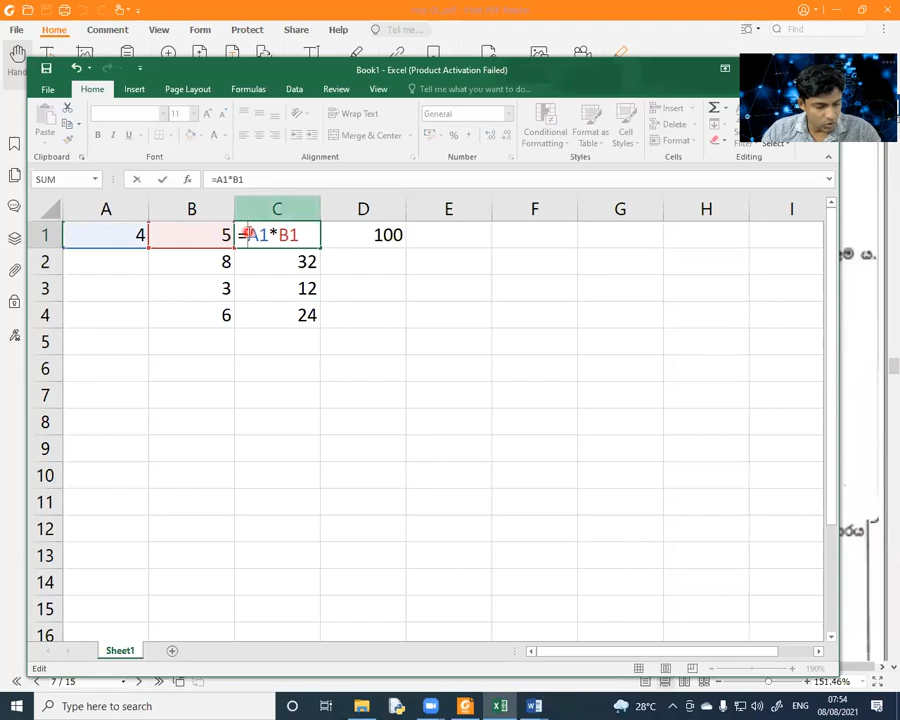 File Home Comment View Form Protect Share Help Tell me... Find
Hand
Book1 - Excel (Product Activation Failed)
File Home Insert Page Layout Formulas Data Review View Tell me what you want to do...
Paste
11
B I U
Merge & Center
General
Conditional Formatting
Format as Table
Cell Styles
Insert
Delete
Format
Clipboard Font Alignment Number Styles Cells Editing
SUM =A1*B1
A B C D E F G H I
1 4 5 =A1*B1 100
2 8 32
3 3 12
4 6 24
5
6
7
8
9
10
11
12
13
14
15
16
Sheet1
Edit 190%
7 / 15 151.46%
Type here to search 28°C ENG 07:54
08/08/2021